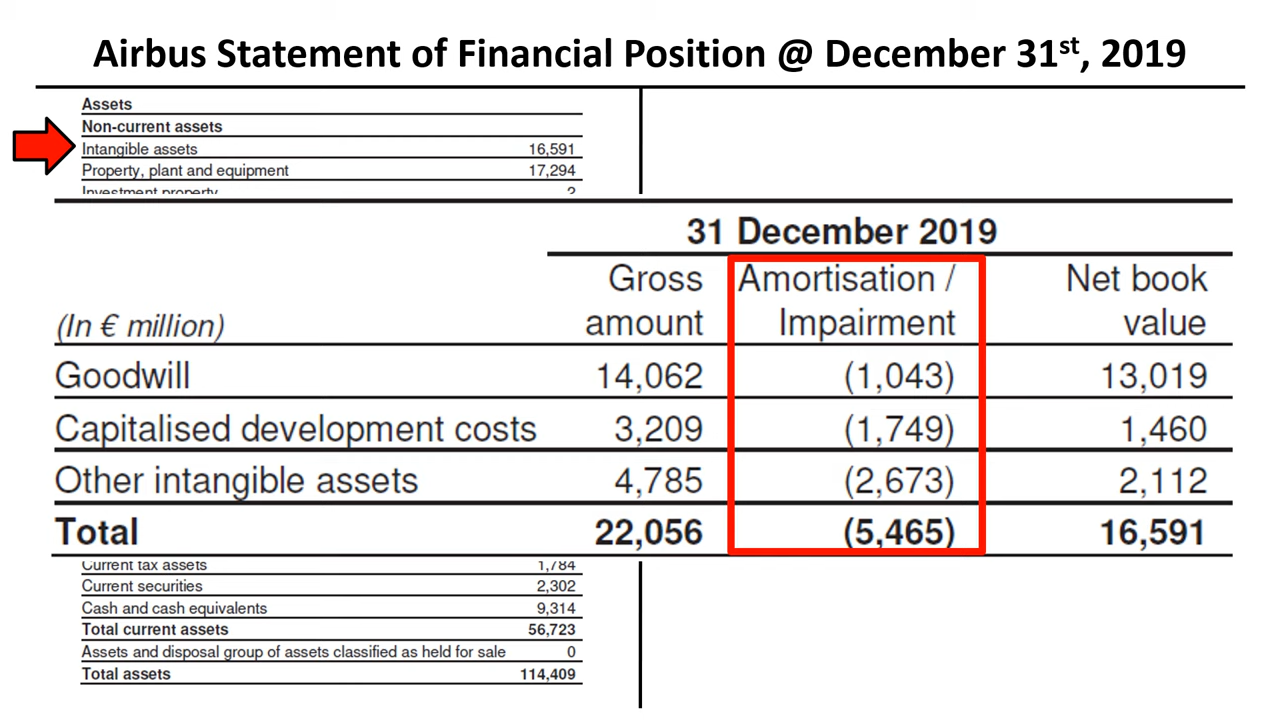 Airbus Statement of Financial Position @ December 31st, 2019
Assets
Non-current assets
Intangible assets 16,591
Property, plant and equipment 17,294
Investment property 2
31 December 2019
Gross Amortisation / Net book
(In € million) amount Impairment value
Goodwill 14,062 (1,043) 13,019
Capitalised development costs 3,209 (1,749) 1,460
Other intangible assets 4,785 (2,673) 2,112
Total 22,056 (5,465) 16,591
Current tax assets 1,784
Current securities 2,302
Cash and cash equivalents 9,314
Total current assets 56,723
Assets and disposal group of assets classified as held for sale 0
Total assets 114,409